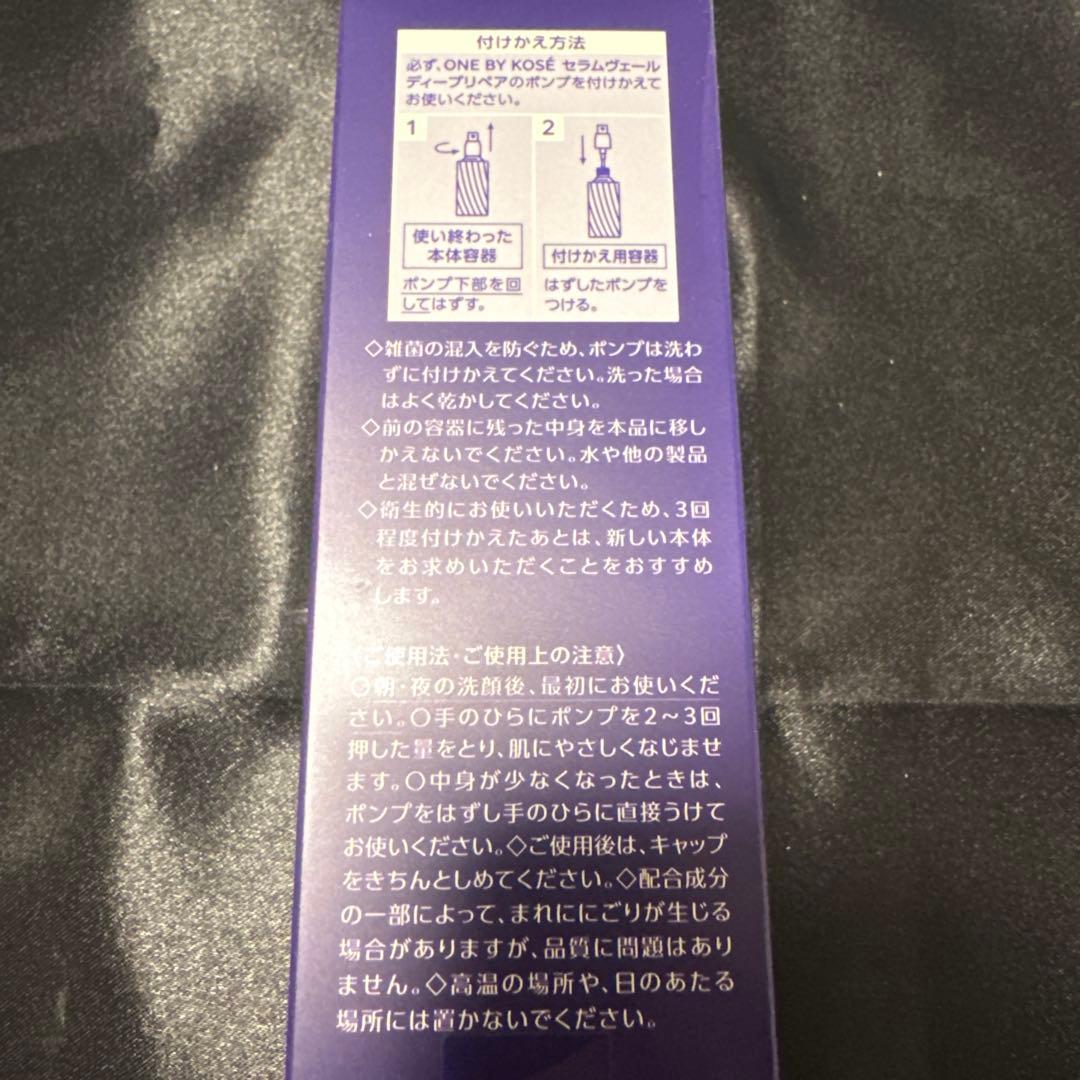 付けかえ方法
必ず、ONE BY KOSÉ セラムヴェール
ディープリペアのポンプを付けかえて
お使いください。
1
2
使い終わった
本体容器
付けかえ用容器
ポンプ下部を回
してはずす。
はずしたポンプを
つける。
◇雑菌の混入を防ぐため、ポンプは洗わ
ずに付けかえてください。洗った場合
はよく乾かしてください。
◇前の容器に残った中身を本品に移し
かえないでください。水や他の製品
と混ぜないでください。
◇衛生的にお使いいただくため、3回
程度付けかえたあとは、新しい本体
をお求めいただくことをおすすめ
します。
〈ご使用法・ご使用上の注意〉
○朝・夜の洗顔後、最初にお使いくだ
さい。○手のひらにポンプを2～3回
押した量をとり、肌にやさしくなじませ
ます。○中身が少なくなったときは、
ポンプをはずし手のひらに直接うけて
お使いください。◇ご使用後は、キャップ
をきちんとしめてください。◇配合成分
の一部によって、まれににごりが生じる
場合がありますが、品質に問題はあり
ません。◇高温の場所や、日のあたる
場所には置かないでください。